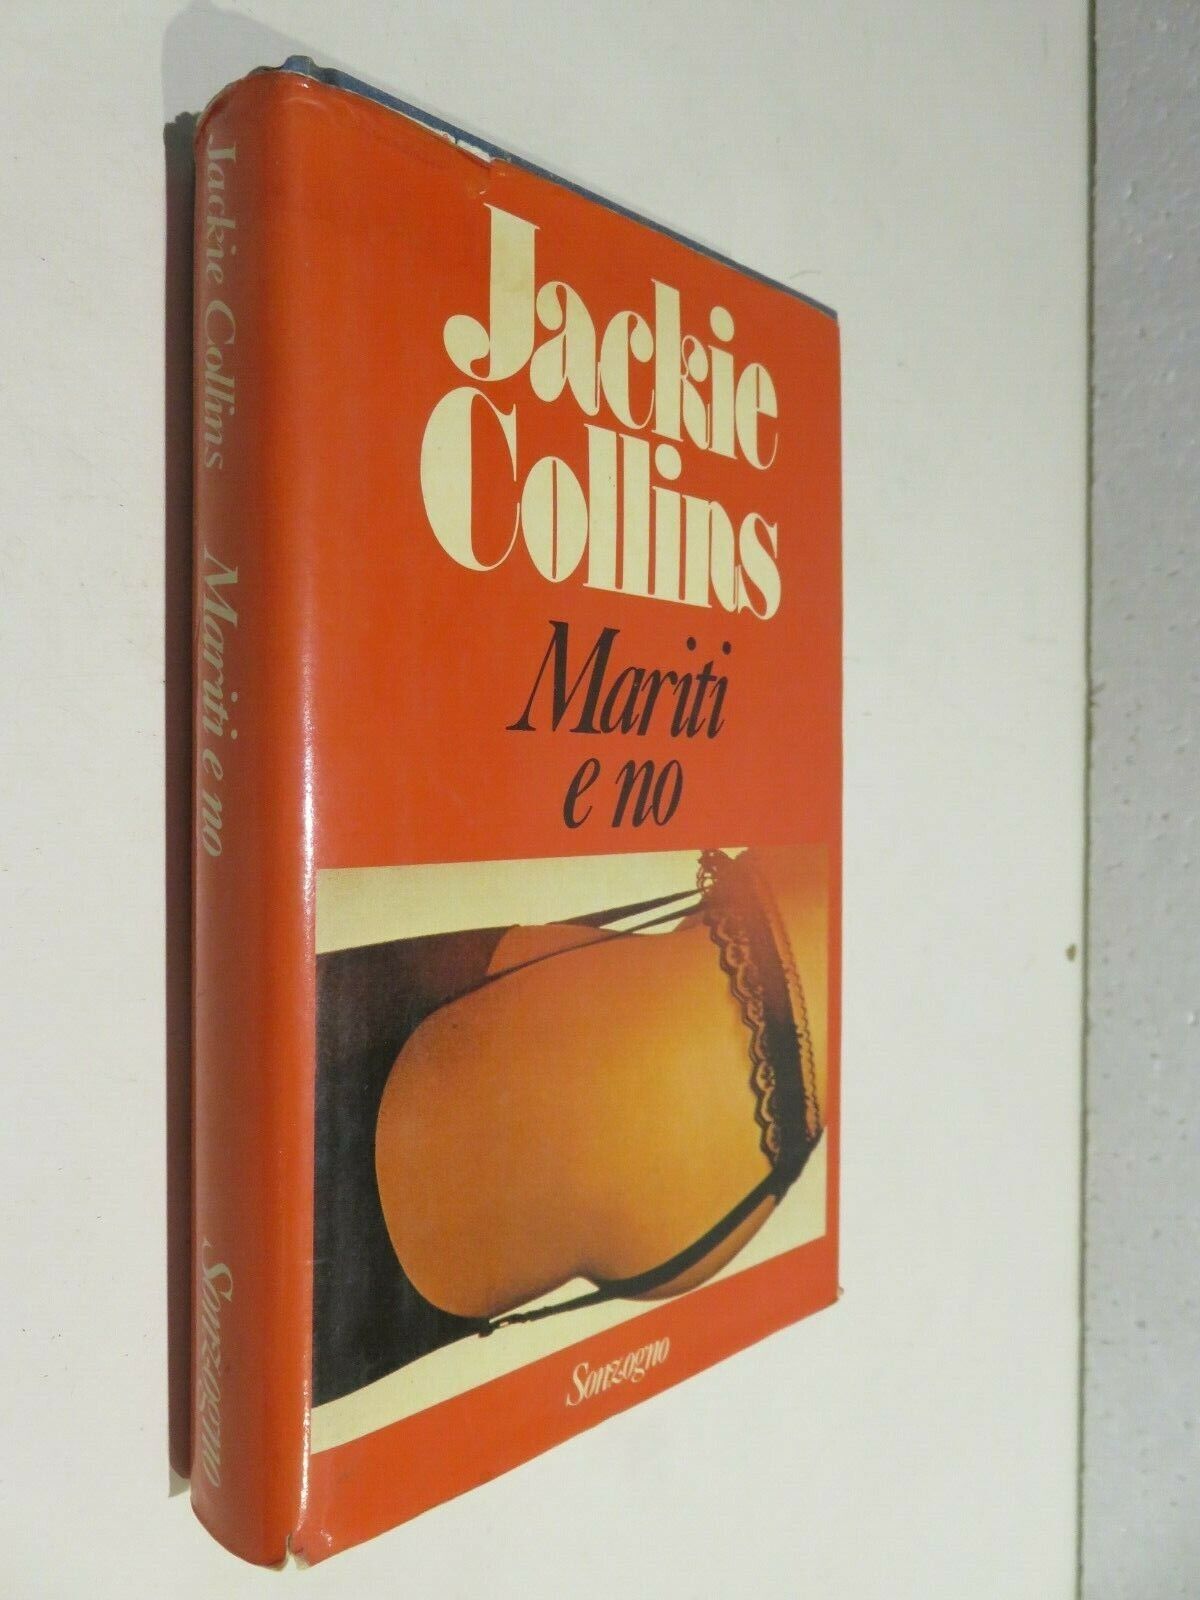 Jackie
Collins
Mariti
e no
Sonzogno
Jackie Collins Mariti e no Sonzogno